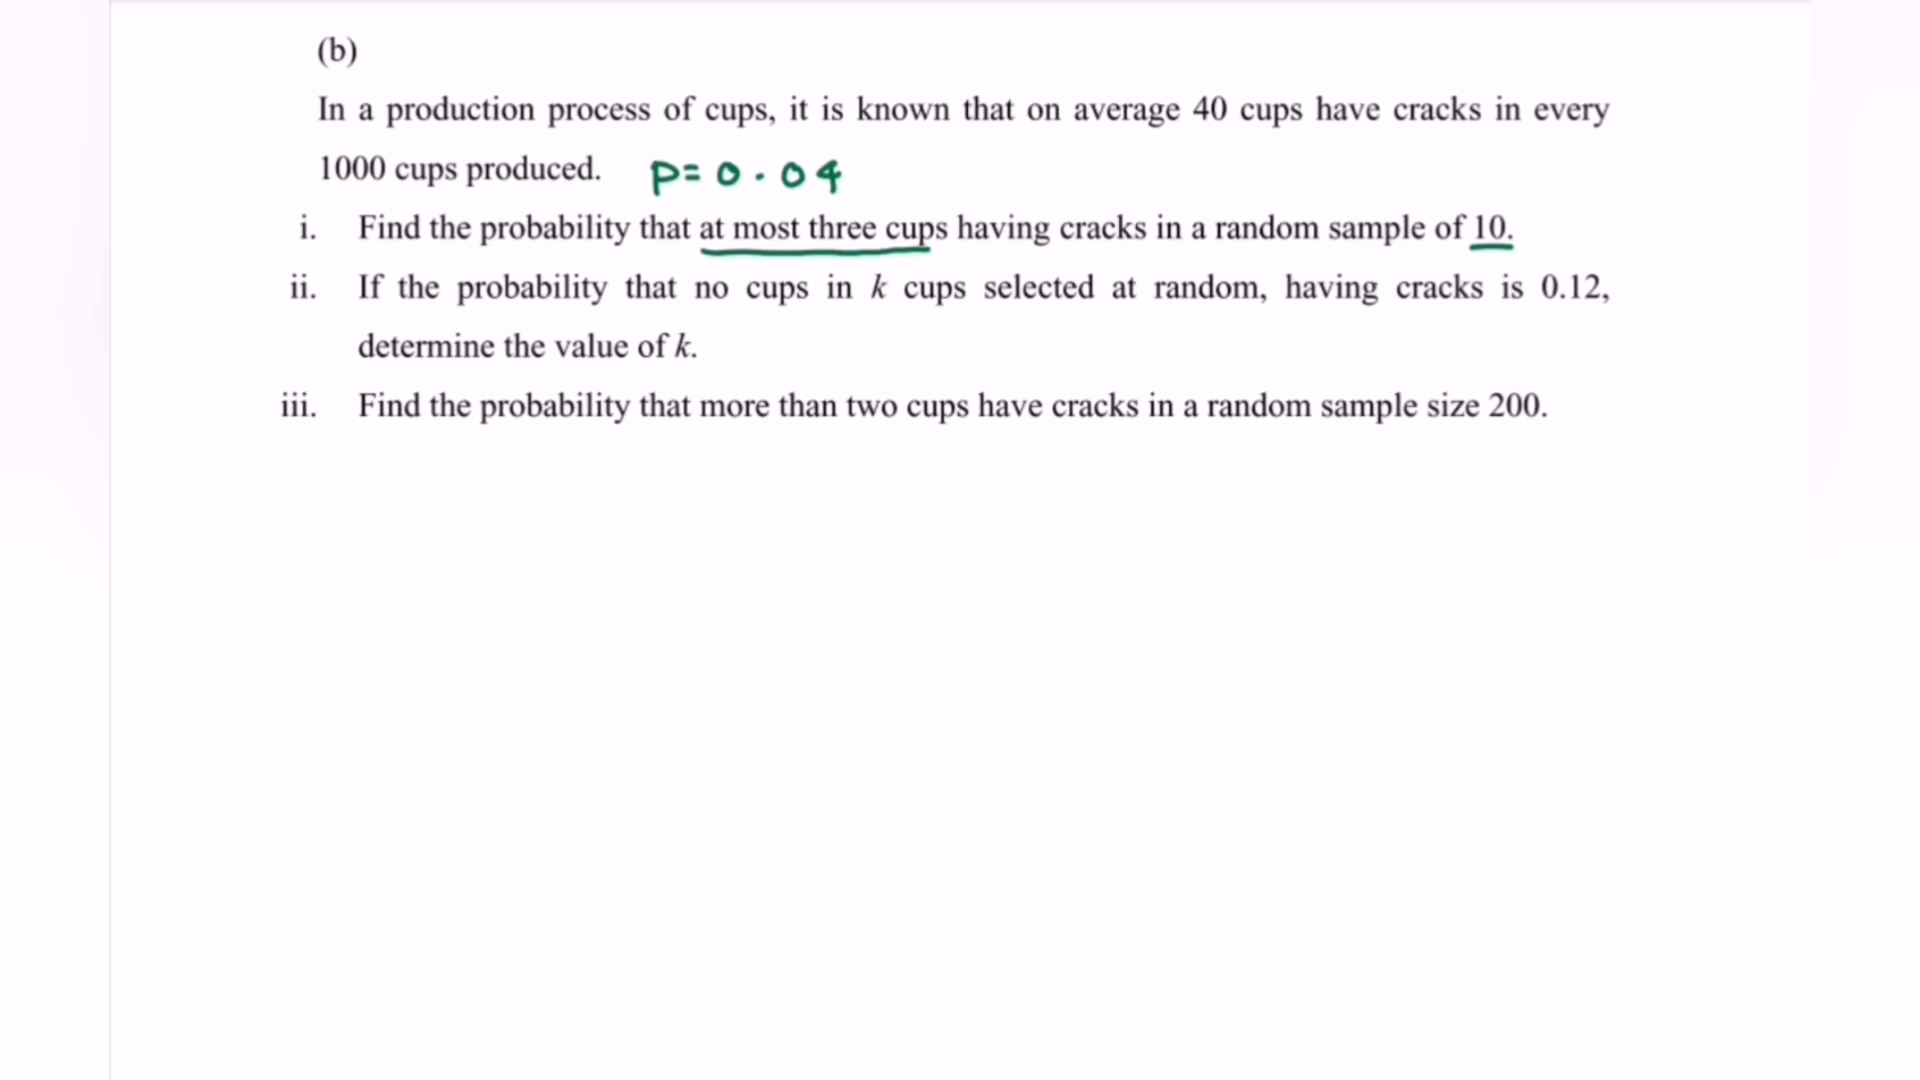 (b)
In a production process of cups, it is known that on average 40 cups have cracks in every
1000 cups produced. P=0.04
i. Find the probability that at most three cups having cracks in a random sample of 10.
ii. If the probability that no cups in k cups selected at random, having cracks is 0.12,
determine the value of k.
iii. Find the probability that more than two cups have cracks in a random sample size 200.